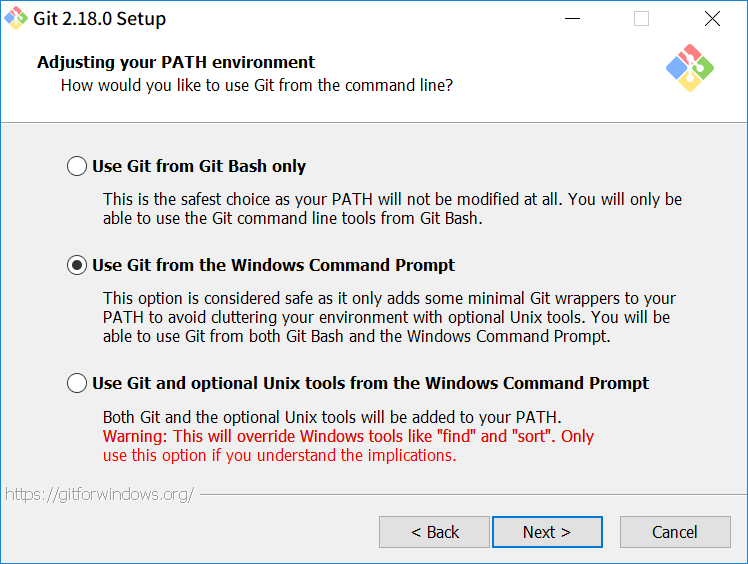 Git 2.18.0 Setup
Adjusting your PATH environment
How would you like to use Git from the command line?
Use Git from Git Bash only
This is the safest choice as your PATH will not be modified at all. You will only be
able to use the Git command line tools from Git Bash.
Use Git from the Windows Command Prompt
This option is considered safe as it only adds some minimal Git wrappers to your
PATH to avoid cluttering your environment with optional Unix tools. You will be
able to use Git from both Git Bash and the Windows Command Prompt.
Use Git and optional Unix tools from the Windows Command Prompt
Both Git and the optional Unix tools will be added to your PATH.
Warning: This will override Windows tools like "find" and "sort". Only
use this option if you understand the implications.
https://gitforwindows.org/
< Back
Next >
Cancel